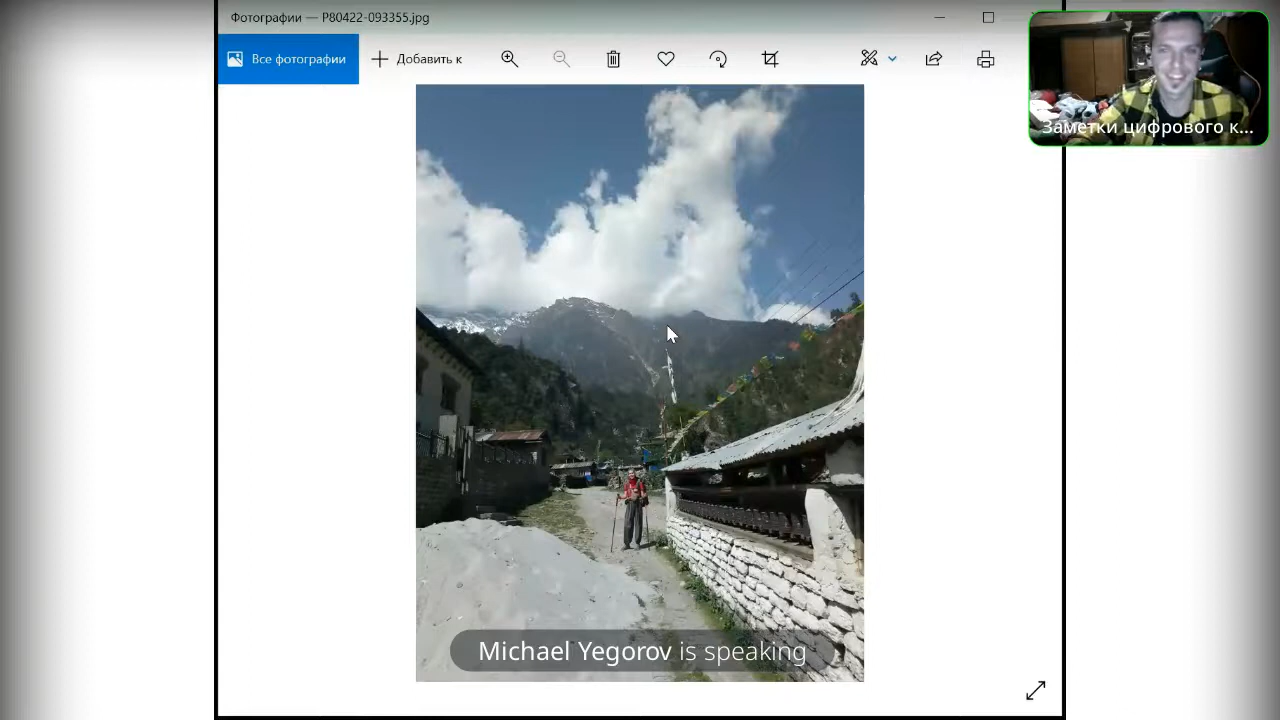 Фотографии — P80422-093355.jpg
Все фотографии
Добавить к
Заметки цифрового к...
Michael Yegorov is speaking